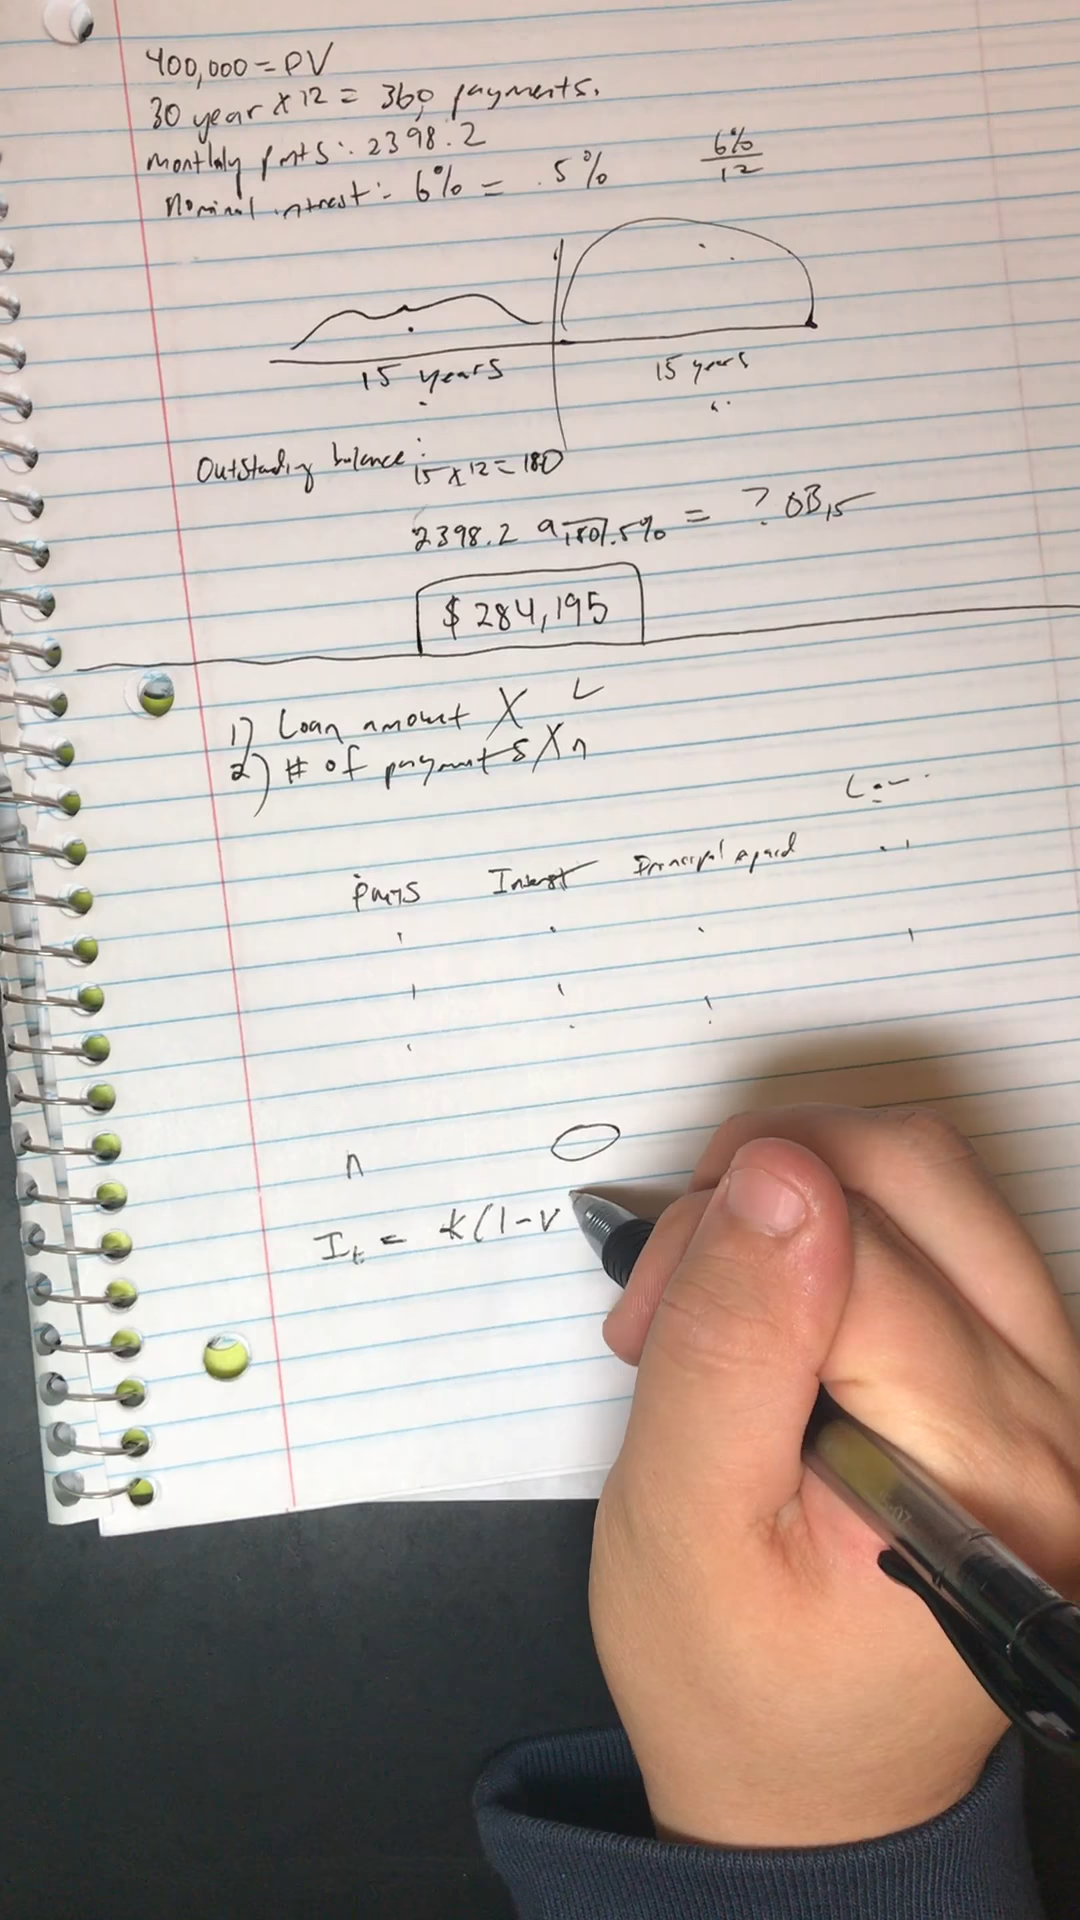 400,000 = PV
30 year x 12 = 360 payments.
monthly pmts: 2398.2
nominal intrest: 6% = .5%
6%
12
15 years
15 years
Outstanding balance:
15 x 12 = 180
2398.2 a180|.5% = ? OB15
$ 284,195
1) Loan amount X L
2) # of payments X n
Pmts Interest Principal repaid
n
It = K(1-v